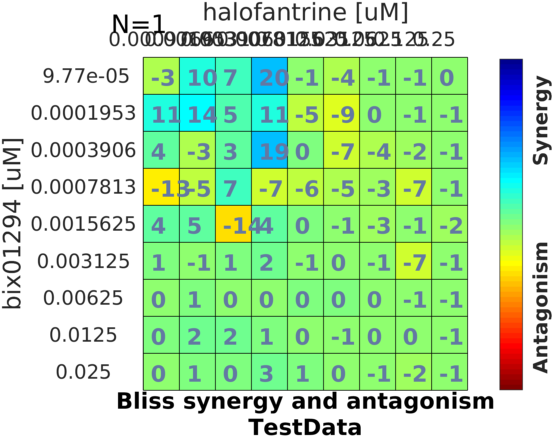 halofantrine [uM]
N=1
9.77e-05 -3 10 7 20 -1 -4 -1 -1 0
0.0001953 11 14 5 11 -5 -9 0 -1 -1
0.0003906 4 -3 3 19 0 -7 -4 -2 -1
0.0007813 -13 -5 7 -7 -6 -5 -3 -7 -1
0.0015625 4 5 -14 4 0 -1 -3 -1 -2
0.003125 1 -1 1 2 -1 0 -1 -7 -1
0.00625 0 1 0 0 0 0 0 -1 -1
0.0125 0 2 2 1 0 -1 0 0 -1
0.025 0 1 0 3 1 0 -1 -2 -1
bix01294 [uM]
Synergy
Antagonism
Bliss synergy and antagonism
TestData